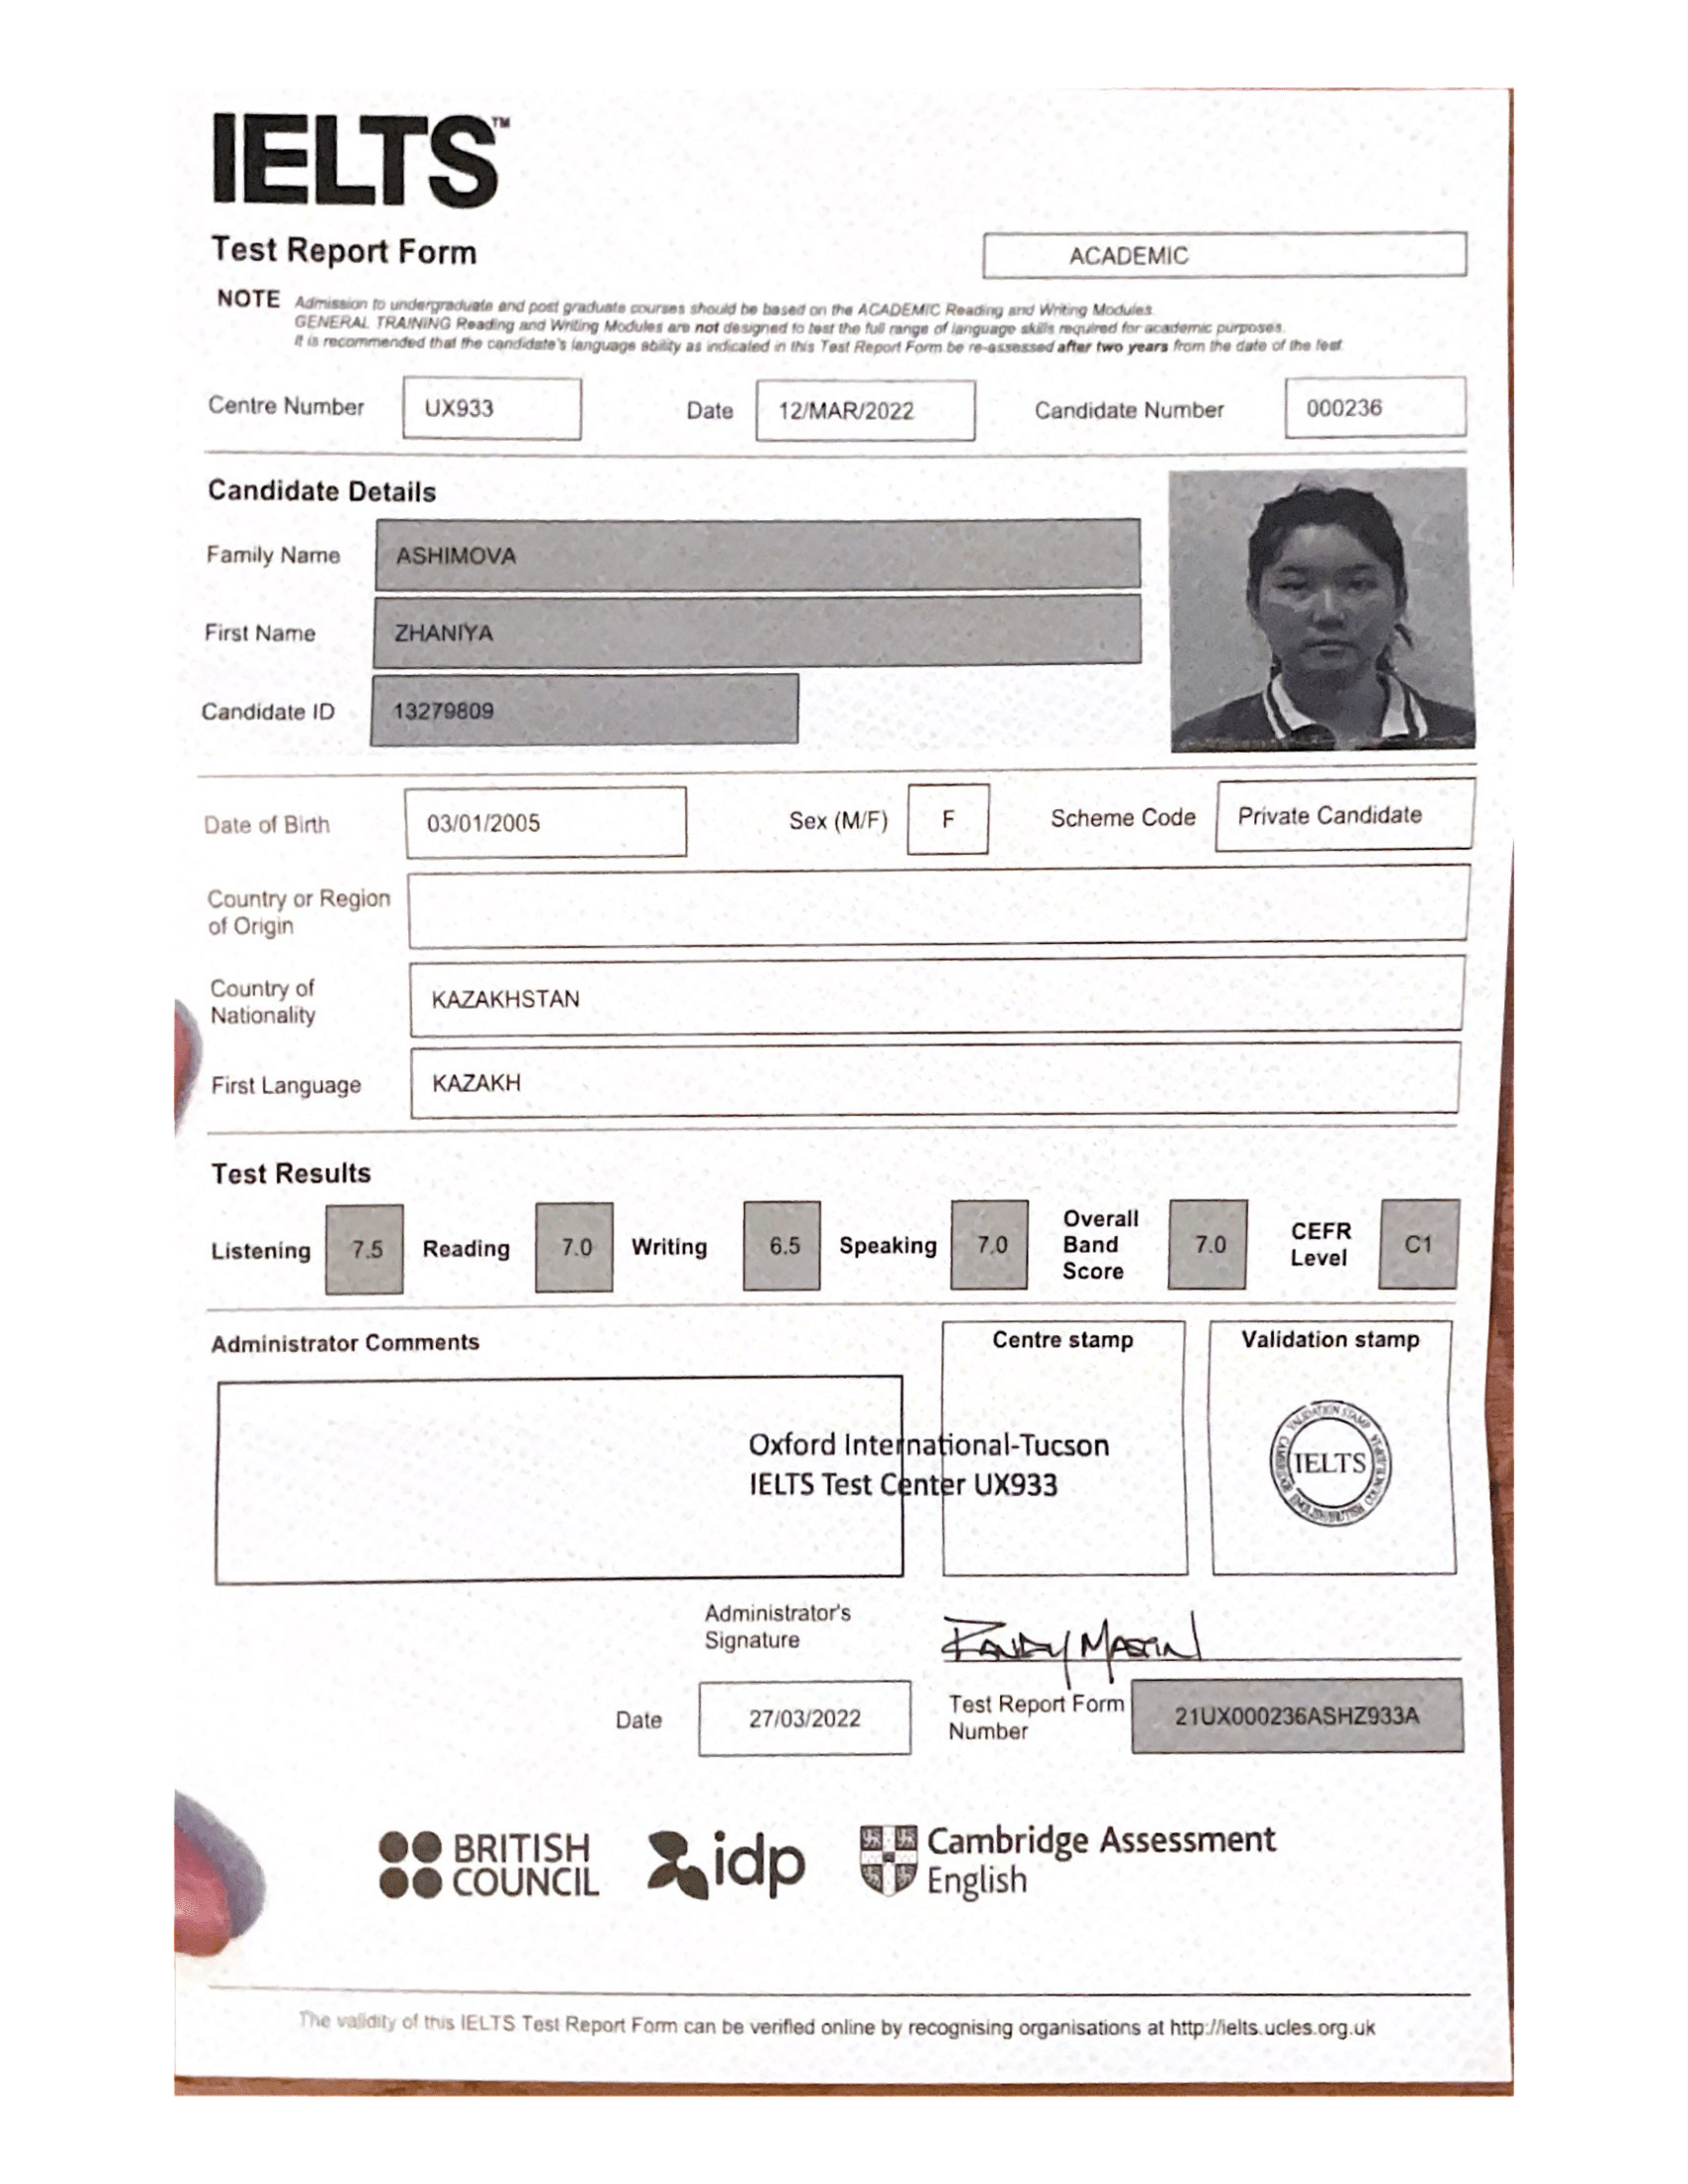 IELTS™
Test Report Form
ACADEMIC
NOTE Admission to undergraduate and post graduate courses should be based on the ACADEMIC Reading and Writing Modules.
GENERAL TRAINING Reading and Writing Modules are not designed to test the full range of language skills required for academic purposes.
It is recommended that the candidate's language ability as indicated in this Test Report Form be re-assessed after two years from the date of the test.
Centre Number UX933 Date 12/MAR/2022 Candidate Number 000236
Candidate Details
Family Name ASHIMOVA
First Name ZHANIYA
Candidate ID 13279809
Date of Birth 03/01/2005 Sex (M/F) F Scheme Code Private Candidate
Country or Region
of Origin
Country of
Nationality
KAZAKHSTAN
First Language KAZAKH
Test Results
Listening 7.5 Reading 7.0 Writing 6.5 Speaking 7.0 Overall Band Score 7.0 CEFR Level C1
Administrator Comments
Centre stamp
Validation stamp
Oxford International-Tucson
IELTS Test Center UX933
VALIDATION STAMP
IELTS
Administrator's
Signature
Date 27/03/2022
Test Report Form
Number
21UX000236ASHZ933A
BRITISH
COUNCIL
idp
Cambridge Assessment
English
The validity of this IELTS Test Report Form can be verified online by recognising organisations at http://ielts.ucles.org.uk